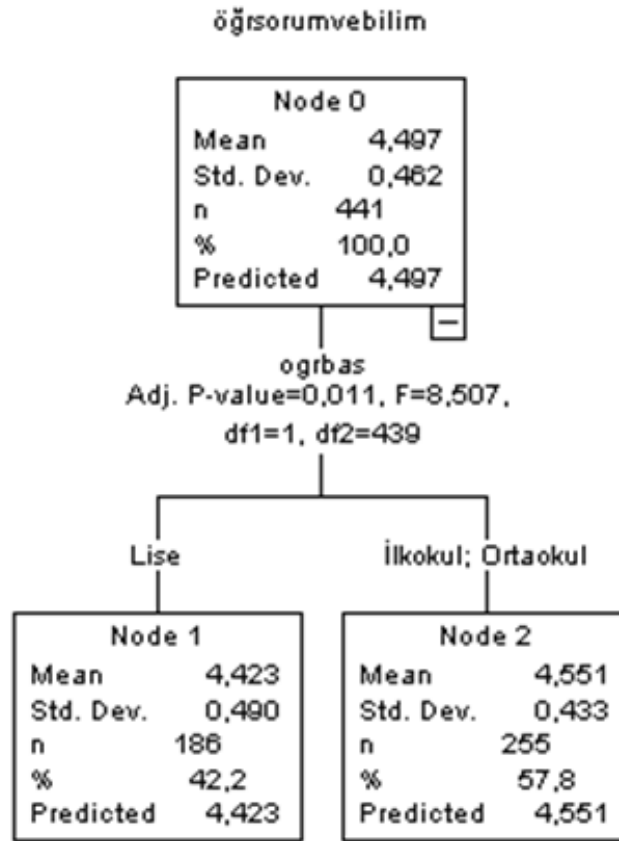 öğrsorumvebilim
Node 0
Mean 4,497
Std. Dev. 0,462
n 441
% 100,0
Predicted 4,497
ogrbas
Adj. P-value=0,011, F=8,507,
df1=1, df2=439
Lise
İlkokul; Ortaokul
Node 1
Mean 4,423
Std. Dev. 0,490
n 186
% 42,2
Predicted 4,423
Node 2
Mean 4,551
Std. Dev. 0,433
n 255
% 57,8
Predicted 4,551